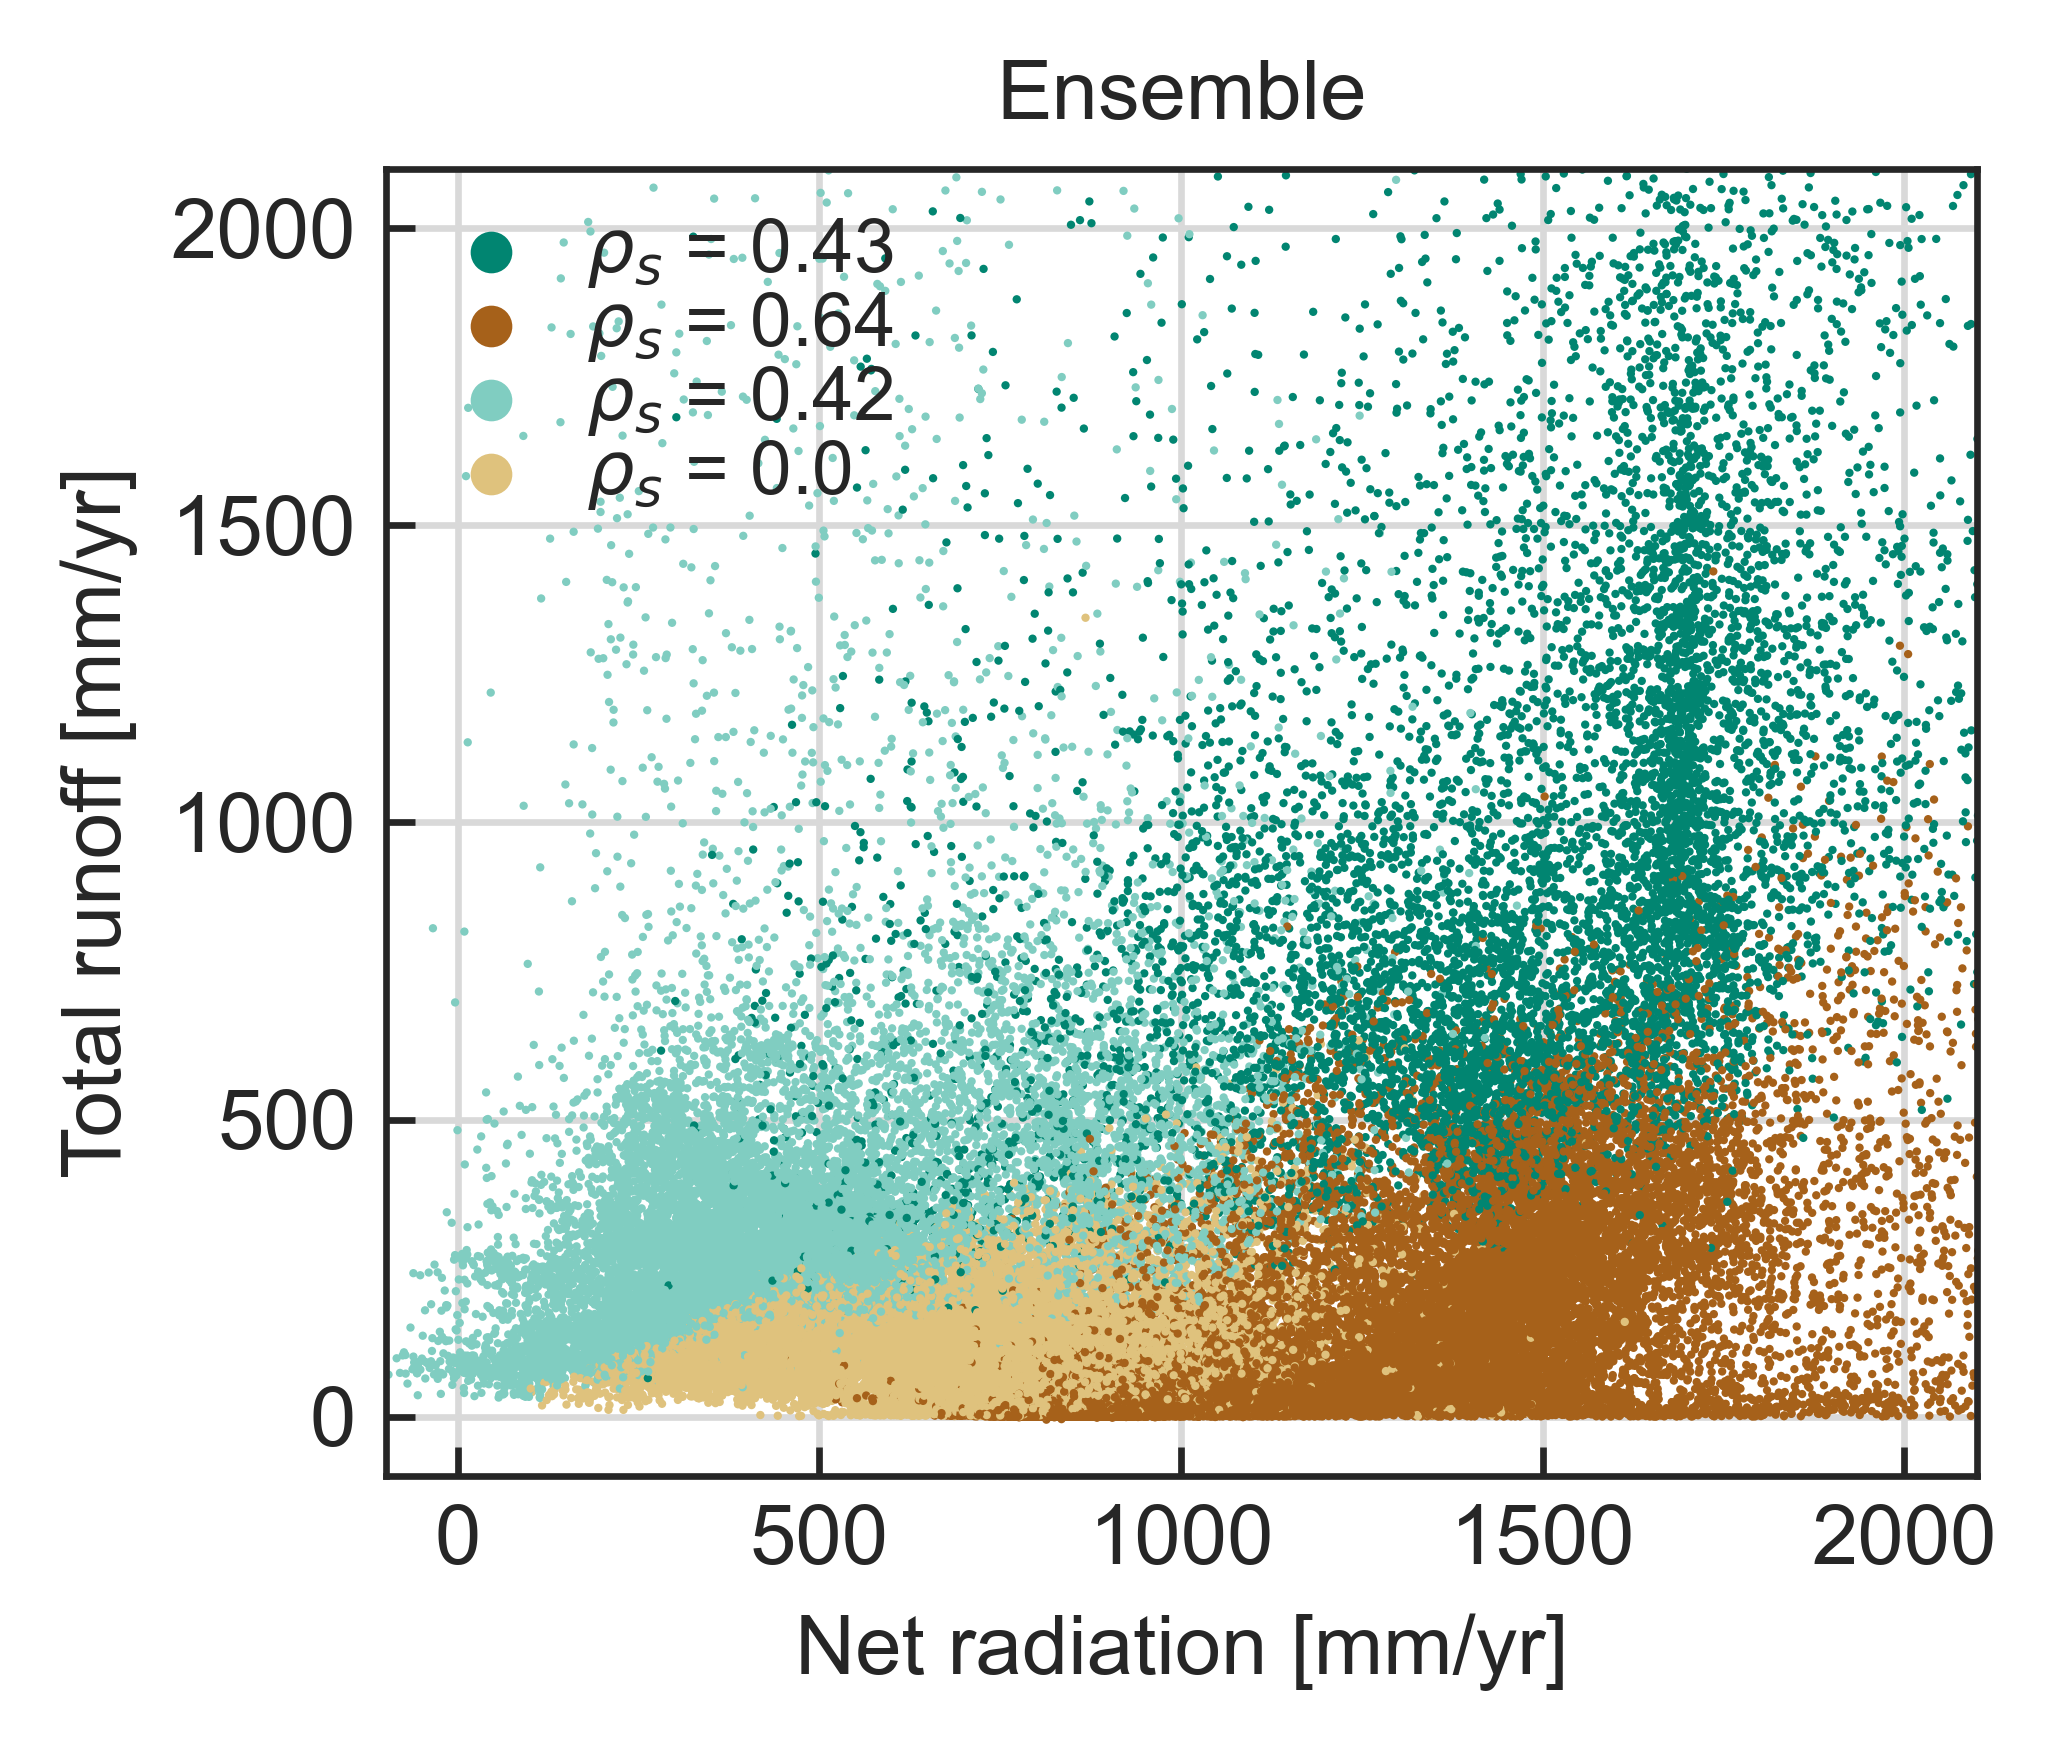 Ensemble
2000
1500
1000
500
0
Total runoff [mm/yr]
ρs = 0.43
ρs = 0.64
ρs = 0.42
ρs = 0.0
0 500 1000 1500 2000
Net radiation [mm/yr]